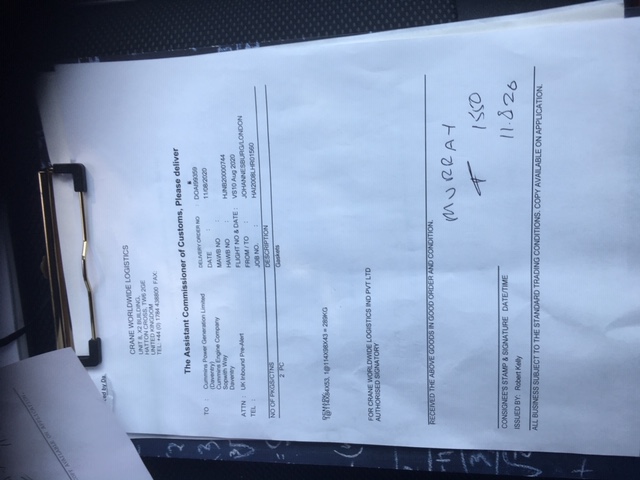 CRANE WORLDWIDE LOGISTICS
UNIT 8, X2 BUILDING,
HATTON CROSS, TW6 2GE
UNITED KINGDOM
TEL: +44 (0) 1784 438800 FAX:
The Assistant Commissioner of Customs, Please deliver
TO : Cummins Power Generation Limited
(Daventry)
Cummins Engine Company
Sopwith Way
Daventry
ATTN : UK Inbound Pre-Alert
TEL :
DELIVERY ORDER NO : DOAI99359
DATE : 11/08/2020
MAWB NO :
HAWB NO : HJNB20000744
FLIGHT NO & DATE : VS10 Aug 2020
FROM / TO : JOHANNESBURG/LONDON
JOB NO. : HAI2008LHR01560
NO OF PKGS/CTNS DESCRIPTION
2 PC Gaskets
1@114X84X53, 1@114X98X43 = 289KG
FOR CRANE WORLDWIDE LOGISTICS IND PVT LTD
AUTHORISED SIGNATORY
RECEIVED THE ABOVE GOODS IN GOOD ORDER AND CONDITION.
MURRAY
1550
11.8.20
CONSIGNEE'S STAMP & SIGNATURE DATE/TIME
ISSUED BY: Robert Kelly
ALL BUSINESS SUBJECT TO THE STANDARD TRADING CONDITIONS. COPY AVAILABLE ON APPLICATION.